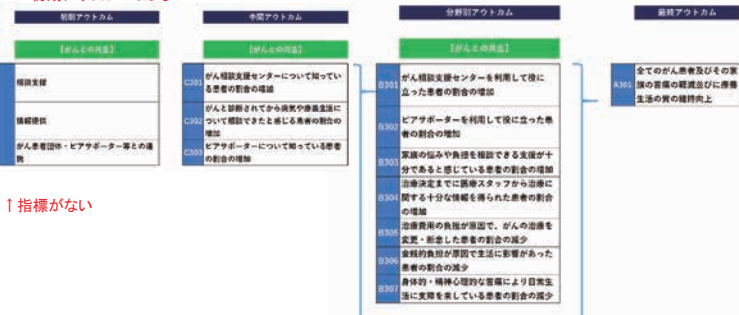 初期アウトカム
【がんとの共生】
相談支援
情報提供
がん患者団体・ピアサポーター等との連
携
↑指標がない
中間アウトカム
【がんとの共生】
C301
がん相談支援センターについて知ってい
る患者の割合の増加
C302
がんと診断されてから病気や療養生活に
ついて相談できたと感じる患者の割合の
増加
C303
ピアサポーターについて知っている患者
の割合の増加
分野別アウトカム
【がんとの共生】
B301
がん相談支援センターを利用して役に
立った患者の割合の増加
B302
ピアサポーターを利用して役に立った患
者の割合の増加
B303
家族の悩みや負担を相談できる支援が十
分であると感じている患者の割合の増加
B304
治療決定までに医療スタッフから治療に
関する十分な情報を得られた患者の割合
の増加
B305
治療費用の負担が原因で、がんの治療を
変更・断念した患者の割合の減少
B306
金銭的負担が原因で生活に影響があった
患者の割合の減少
B307
身体的・精神心理的な苦痛により日常生
活に支障を来している患者の割合の減少
最終アウトカム
A301
全てのがん患者及びその家
族の苦痛の軽減並びに療養
生活の質の維持向上